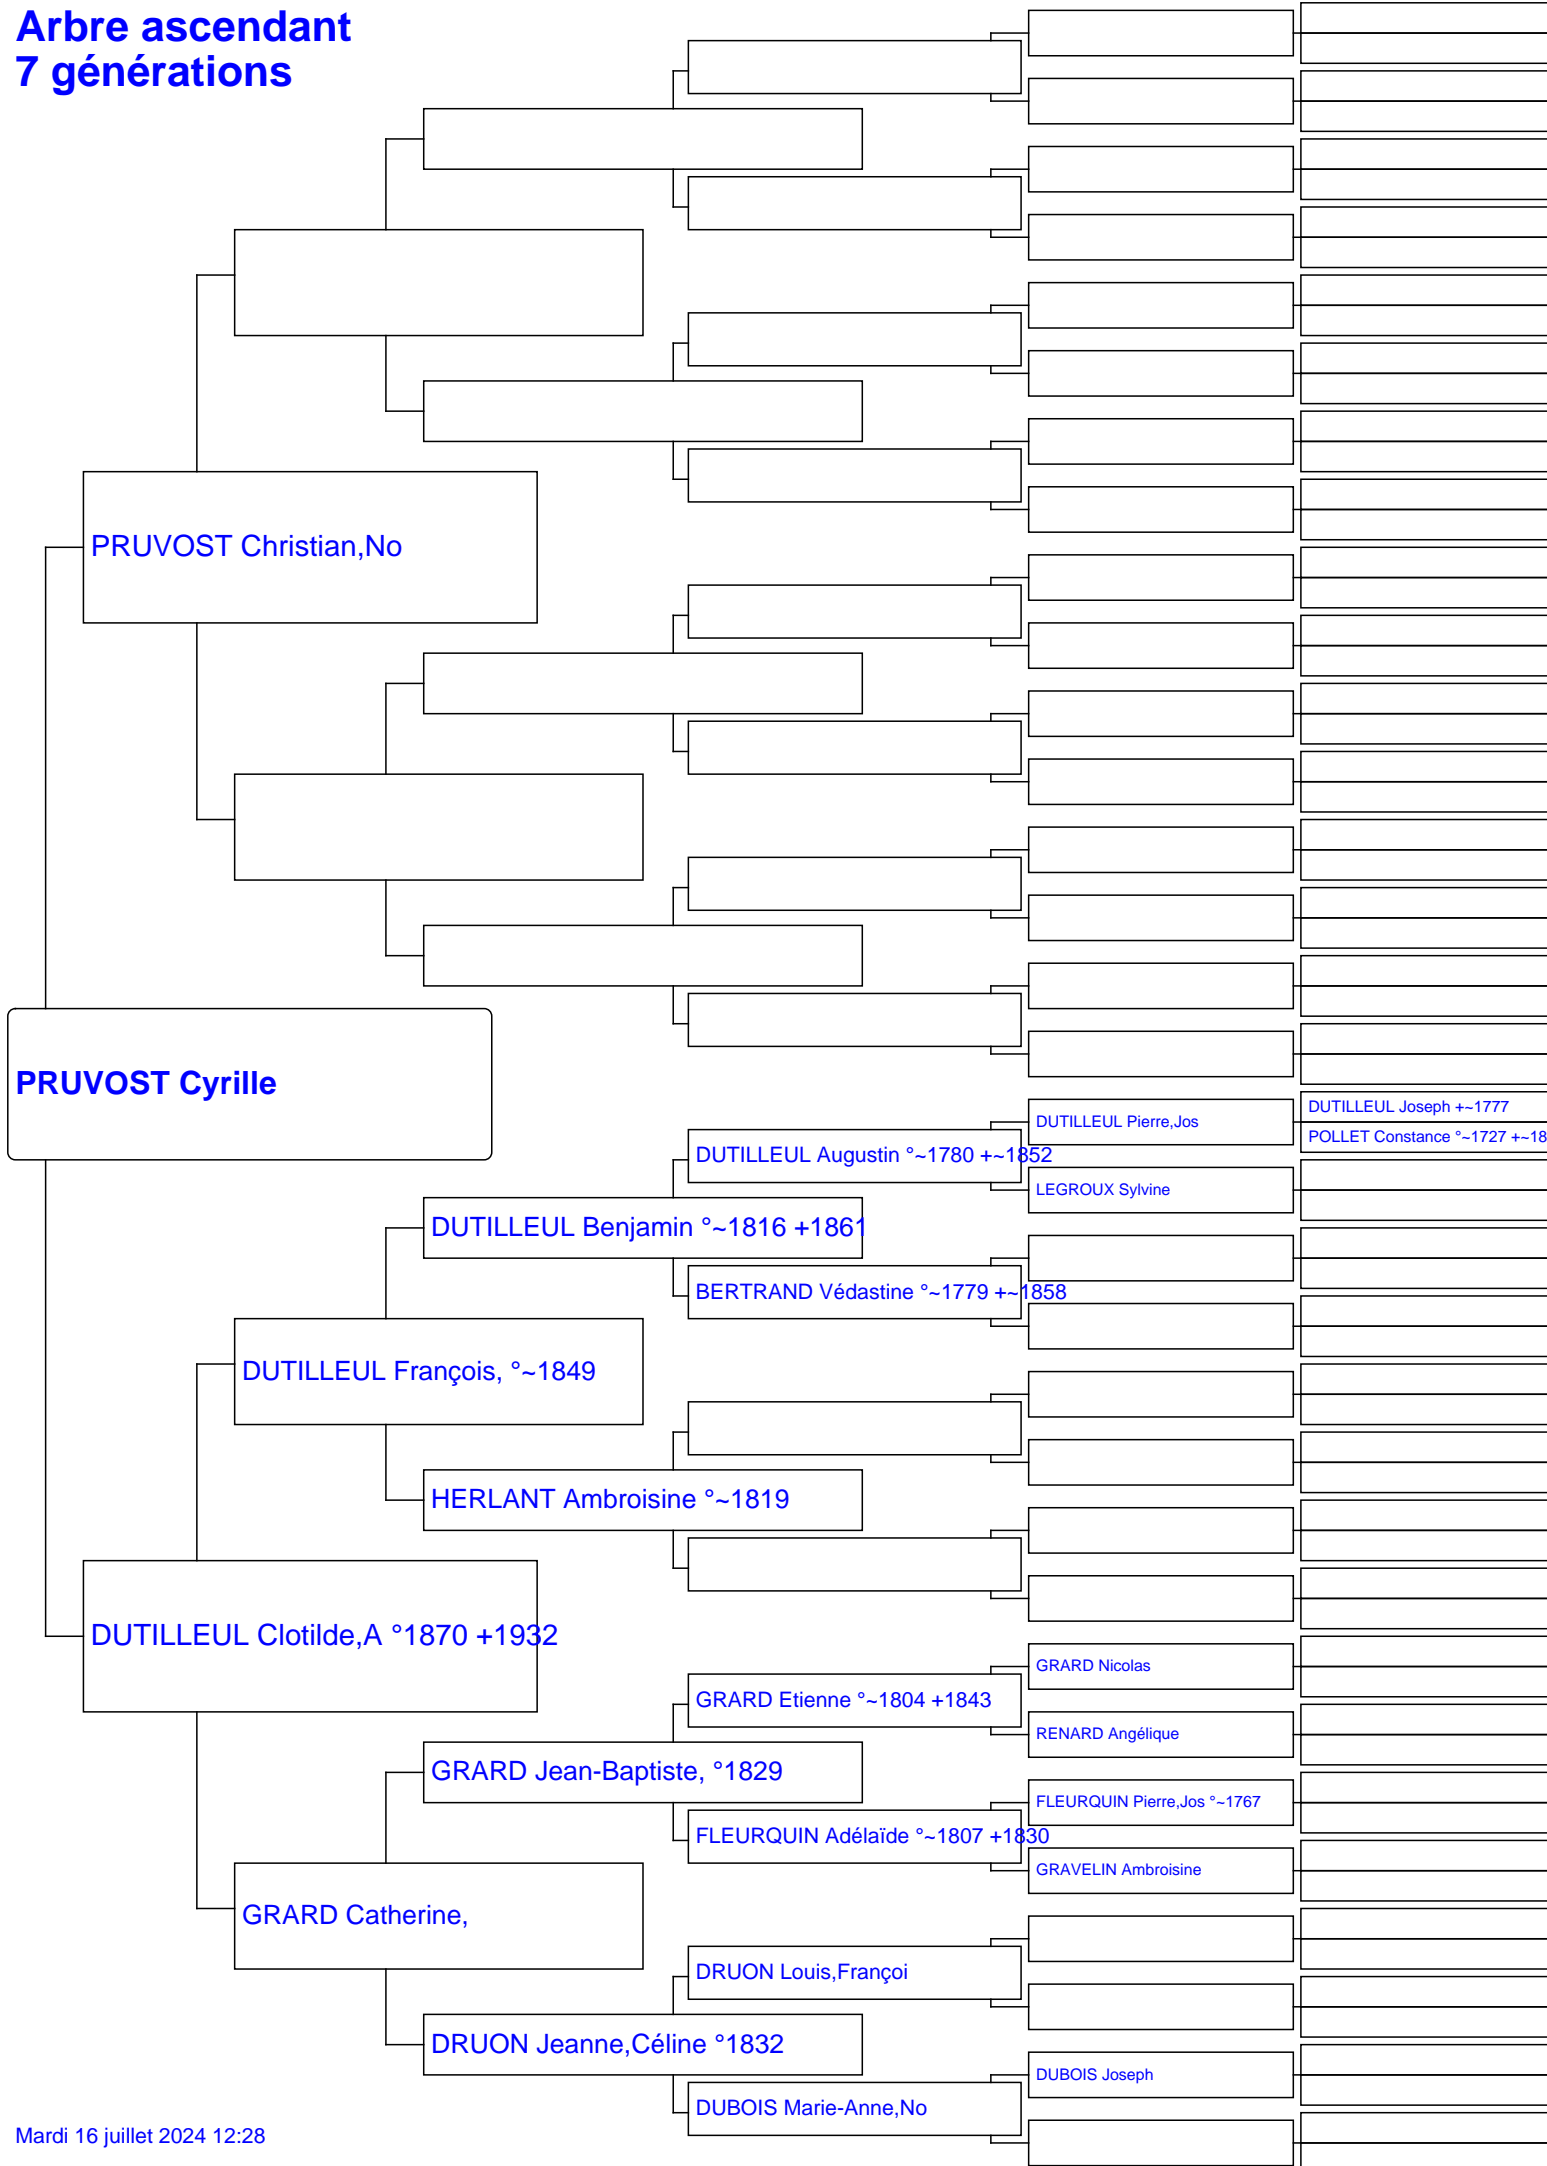 Arbre ascendant
7 générations
PRUVOST Christian,No
PRUVOST Cyrille
DUTILLEUL Joseph +~1777
DUTILLEUL Pierre,Jos
POLLET Constance °~1727 +~18
DUTILLEUL Augustin °~1780 +~1852
LEGROUX Sylvine
DUTILLEUL Benjamin °~1816 +1861
BERTRAND Védastine °~1779 +~1858
DUTILLEUL François, °~1849
HERLANT Ambroisine °~1819
DUTILLEUL Clotilde,A °1870 +1932
GRARD Nicolas
GRARD Etienne °~1804 +1843
RENARD Angélique
GRARD Jean-Baptiste, °1829
FLEURQUIN Pierre,Jos °~1767
FLEURQUIN Adélaïde °~1807 +1830
GRAVELIN Ambroisine
GRARD Catherine,
DRUON Louis,Françoi
DRUON Jeanne,Céline °1832
DUBOIS Joseph
DUBOIS Marie-Anne,No
Mardi 16 juillet 2024 12:28